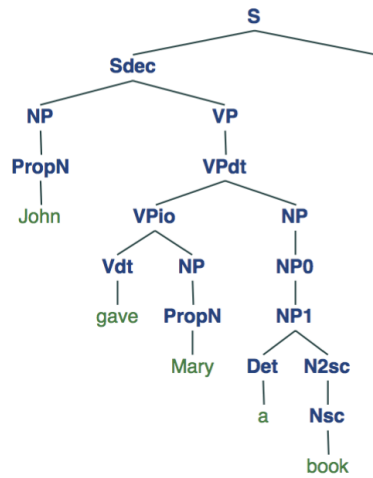 S
Sdec
NP VP
PropN VPdt
John VPio NP
Vdt NP NP0
gave PropN NP1
Mary Det N2sc
a Nsc
book